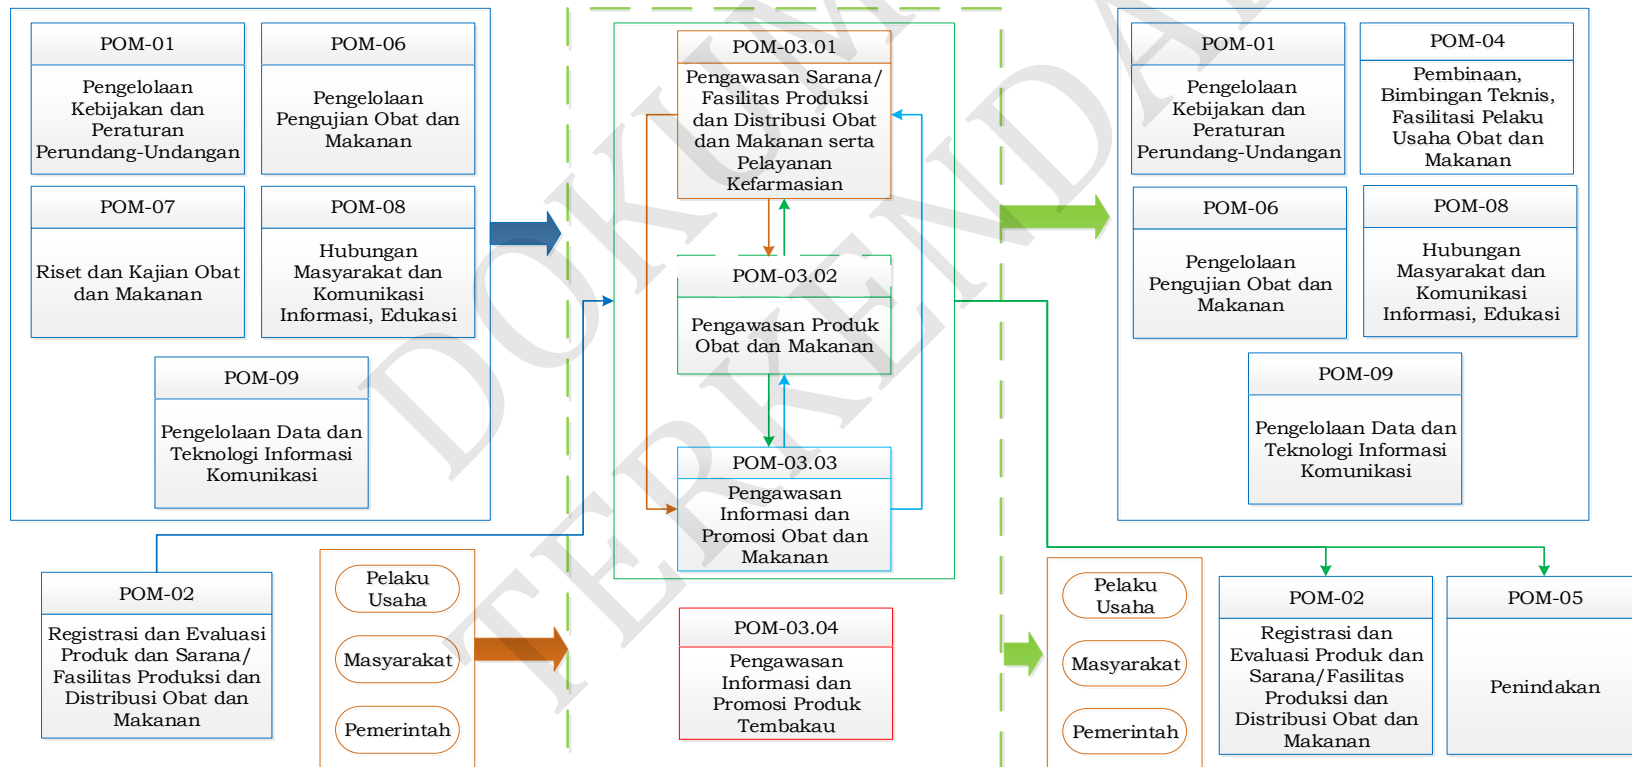 POM-01
Pengelolaan
Kebijakan dan
Peraturan
Perundang-Undangan
POM-06
Pengelolaan
Pengujian Obat dan
Makanan
POM-07
Riset dan Kajian Obat
dan Makanan
POM-08
Hubungan
Masyarakat dan
Komunikasi
Informasi, Edukasi
POM-09
Pengelolaan Data dan
Teknologi Informasi
Komunikasi
POM-02
Registrasi dan Evaluasi
Produk dan Sarana/
Fasilitas Produksi dan
Distribusi Obat dan
Makanan
Pelaku
Usaha
Masyarakat
Pemerintah
POM-03.01
Pengawasan Sarana/
Fasilitas Produksi
dan Distribusi Obat
dan Makanan serta
Pelayanan
Kefarmasian
POM-03.02
Pengawasan Produk
Obat dan Makanan
POM-03.03
Pengawasan
Informasi dan
Promosi Obat dan
Makanan
POM-03.04
Pengawasan
Informasi dan
Promosi Produk
Tembakau
POM-01
Pengelolaan
Kebijakan dan
Peraturan
Perundang-Undangan
POM-04
Pembinaan,
Bimbingan Teknis,
Fasilitasi Pelaku
Usaha Obat dan
Makanan
POM-06
Pengelolaan
Pengujian Obat dan
Makanan
POM-08
Hubungan
Masyarakat dan
Komunikasi
Informasi, Edukasi
POM-09
Pengelolaan Data dan
Teknologi Informasi
Komunikasi
Pelaku
Usaha
Masyarakat
Pemerintah
POM-02
Registrasi dan
Evaluasi Produk dan
Sarana/Fasilitas
Produksi dan
Distribusi Obat dan
Makanan
POM-05
Penindakan